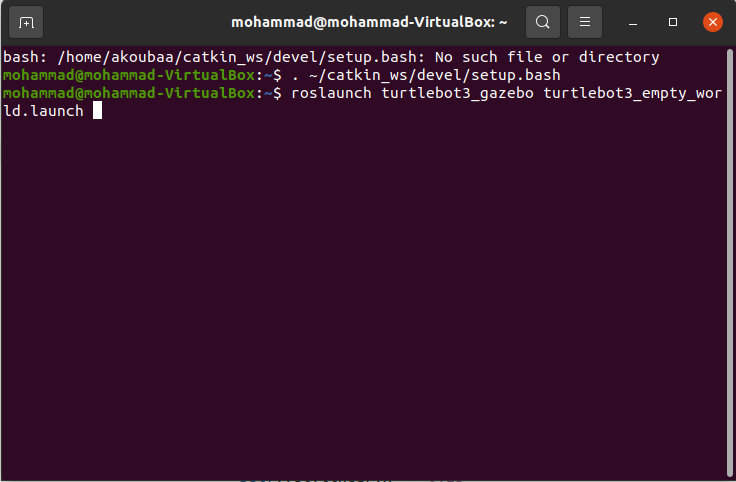 mohammad@mohammad-VirtualBox: ~
bash: /home/akoubaa/catkin_ws/devel/setup.bash: No such file or directory
mohammad@mohammad-VirtualBox:~$ . ~/catkin_ws/devel/setup.bash
mohammad@mohammad-VirtualBox:~$ roslaunch turtlebot3_gazebo turtlebot3_empty_wor
ld.launch